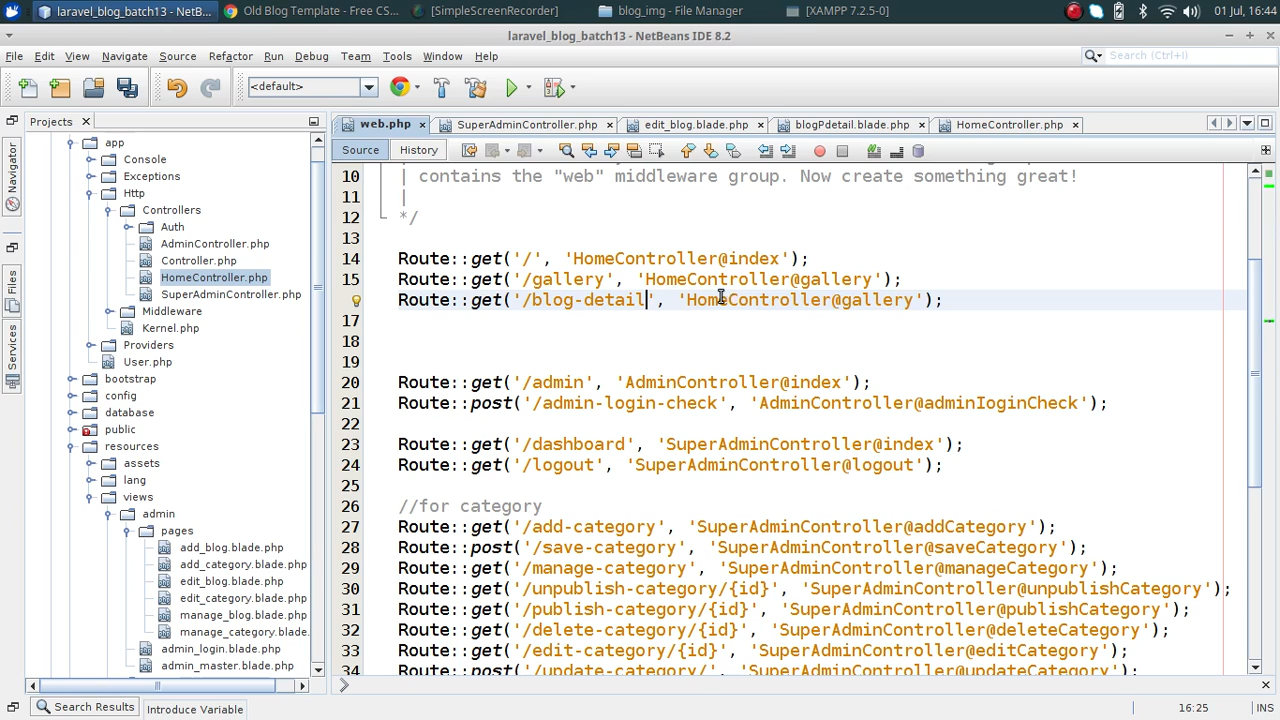 laravel_blog_batch13 - NetB...
Old Blog Template - Free CS...
[SimpleScreenRecorder]
blog_img - File Manager
[XAMPP 7.2.5-0]
01 Jul, 16:44
laravel_blog_batch13 - NetBeans IDE 8.2
File Edit View Navigate Source Refactor Run Debug Team Tools Window Help
Search (Ctrl+I)
<default>
Projects
web.php
SuperAdminController.php
edit_blog.blade.php
blogPdetail.blade.php
HomeController.php
Source History
Navigator
Files
Services
app
Console
Exceptions
Http
Controllers
Auth
AdminController.php
Controller.php
HomeController.php
SuperAdminController.php
Middleware
Kernel.php
Providers
User.php
bootstrap
config
database
public
resources
assets
lang
views
admin
pages
add_blog.blade.php
add_category.blade.php
edit_blog.blade.php
edit_category.blade.php
manage_blog.blade.php
manage_category.blade.
admin_login.blade.php
admin_master.blade.php
10 | contains the "web" middleware group. Now create something great!
11 |
12 */
13
14 Route::get('/', 'HomeController@index');
15 Route::get('/gallery', 'HomeController@gallery');
Route::get('/blog-detail', 'HomeController@gallery');
17
18
19
20 Route::get('/admin', 'AdminController@index');
21 Route::post('/admin-login-check', 'AdminController@adminIoginCheck');
22
23 Route::get('/dashboard', 'SuperAdminController@index');
24 Route::get('/logout', 'SuperAdminController@logout');
25
26 //for category
27 Route::get('/add-category', 'SuperAdminController@addCategory');
28 Route::post('/save-category', 'SuperAdminController@saveCategory');
29 Route::get('/manage-category', 'SuperAdminController@manageCategory');
30 Route::get('/unpublish-category/{id}', 'SuperAdminController@unpublishCategory');
31 Route::get('/publish-category/{id}', 'SuperAdminController@publishCategory');
32 Route::get('/delete-category/{id}', 'SuperAdminController@deleteCategory');
33 Route::get('/edit-category/{id}', 'SuperAdminController@editCategory');
34 Route::post('/update-category/', 'SuperAdminController@updateCategory');
Search Results
Introduce Variable
16:25
INS